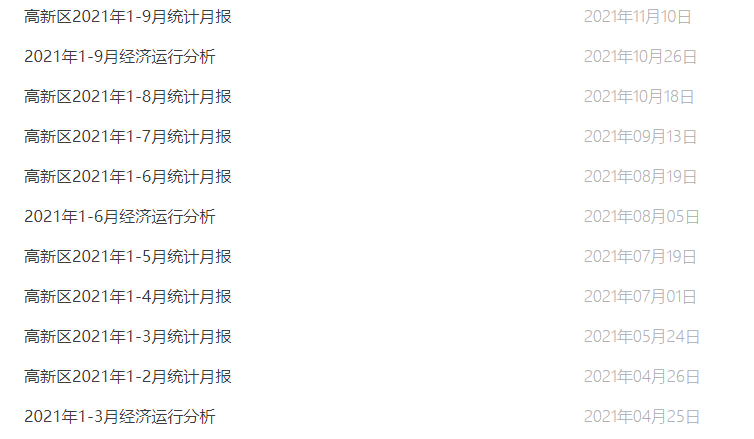 高新区2021年1-9月统计月报 2021年11月10日
2021年1-9月经济运行分析 2021年10月26日
高新区2021年1-8月统计月报 2021年10月18日
高新区2021年1-7月统计月报 2021年09月13日
高新区2021年1-6月统计月报 2021年08月19日
2021年1-6月经济运行分析 2021年08月05日
高新区2021年1-5月统计月报 2021年07月19日
高新区2021年1-4月统计月报 2021年07月01日
高新区2021年1-3月统计月报 2021年05月24日
高新区2021年1-2月统计月报 2021年04月26日
2021年1-3月经济运行分析 2021年04月25日